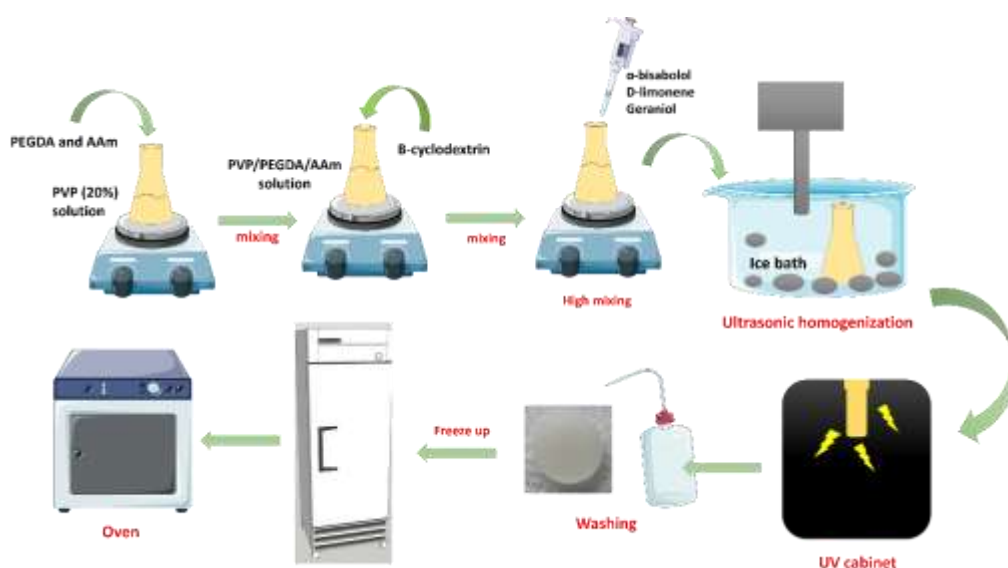 PEGDA and AAm
PVP (20%)
solution
mixing
PVP/PEGDA/AAm
solution
B-cyclodextrin
mixing
α-bisabolol
D-limonene
Geraniol
High mixing
Ice bath
Ultrasonic homogenization
UV cabinet
Washing
Freeze up
Oven